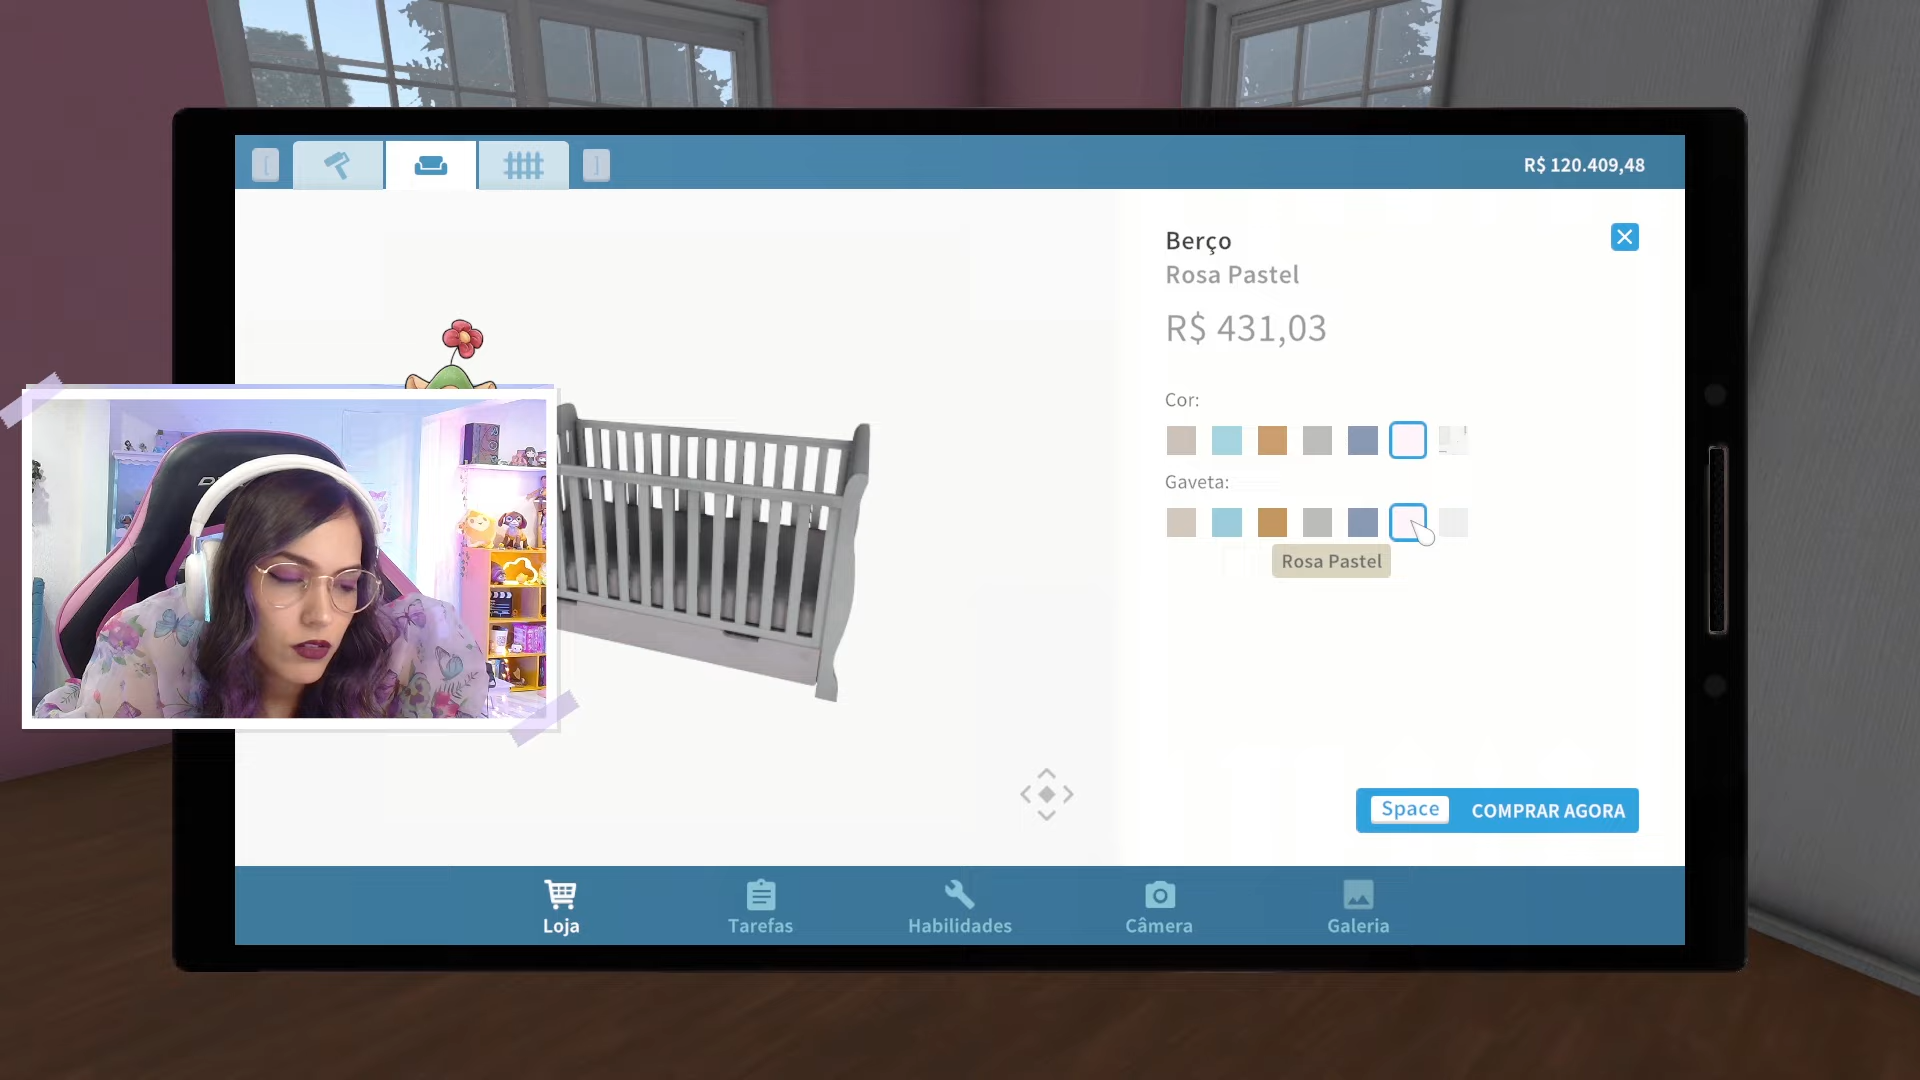 [
]
R$ 120.409,48
Berço
Rosa Pastel
R$ 431,03
Cor:
Gaveta:
Rosa Pastel
Space COMPRAR AGORA
Loja
Tarefas
Habilidades
Câmera
Galeria